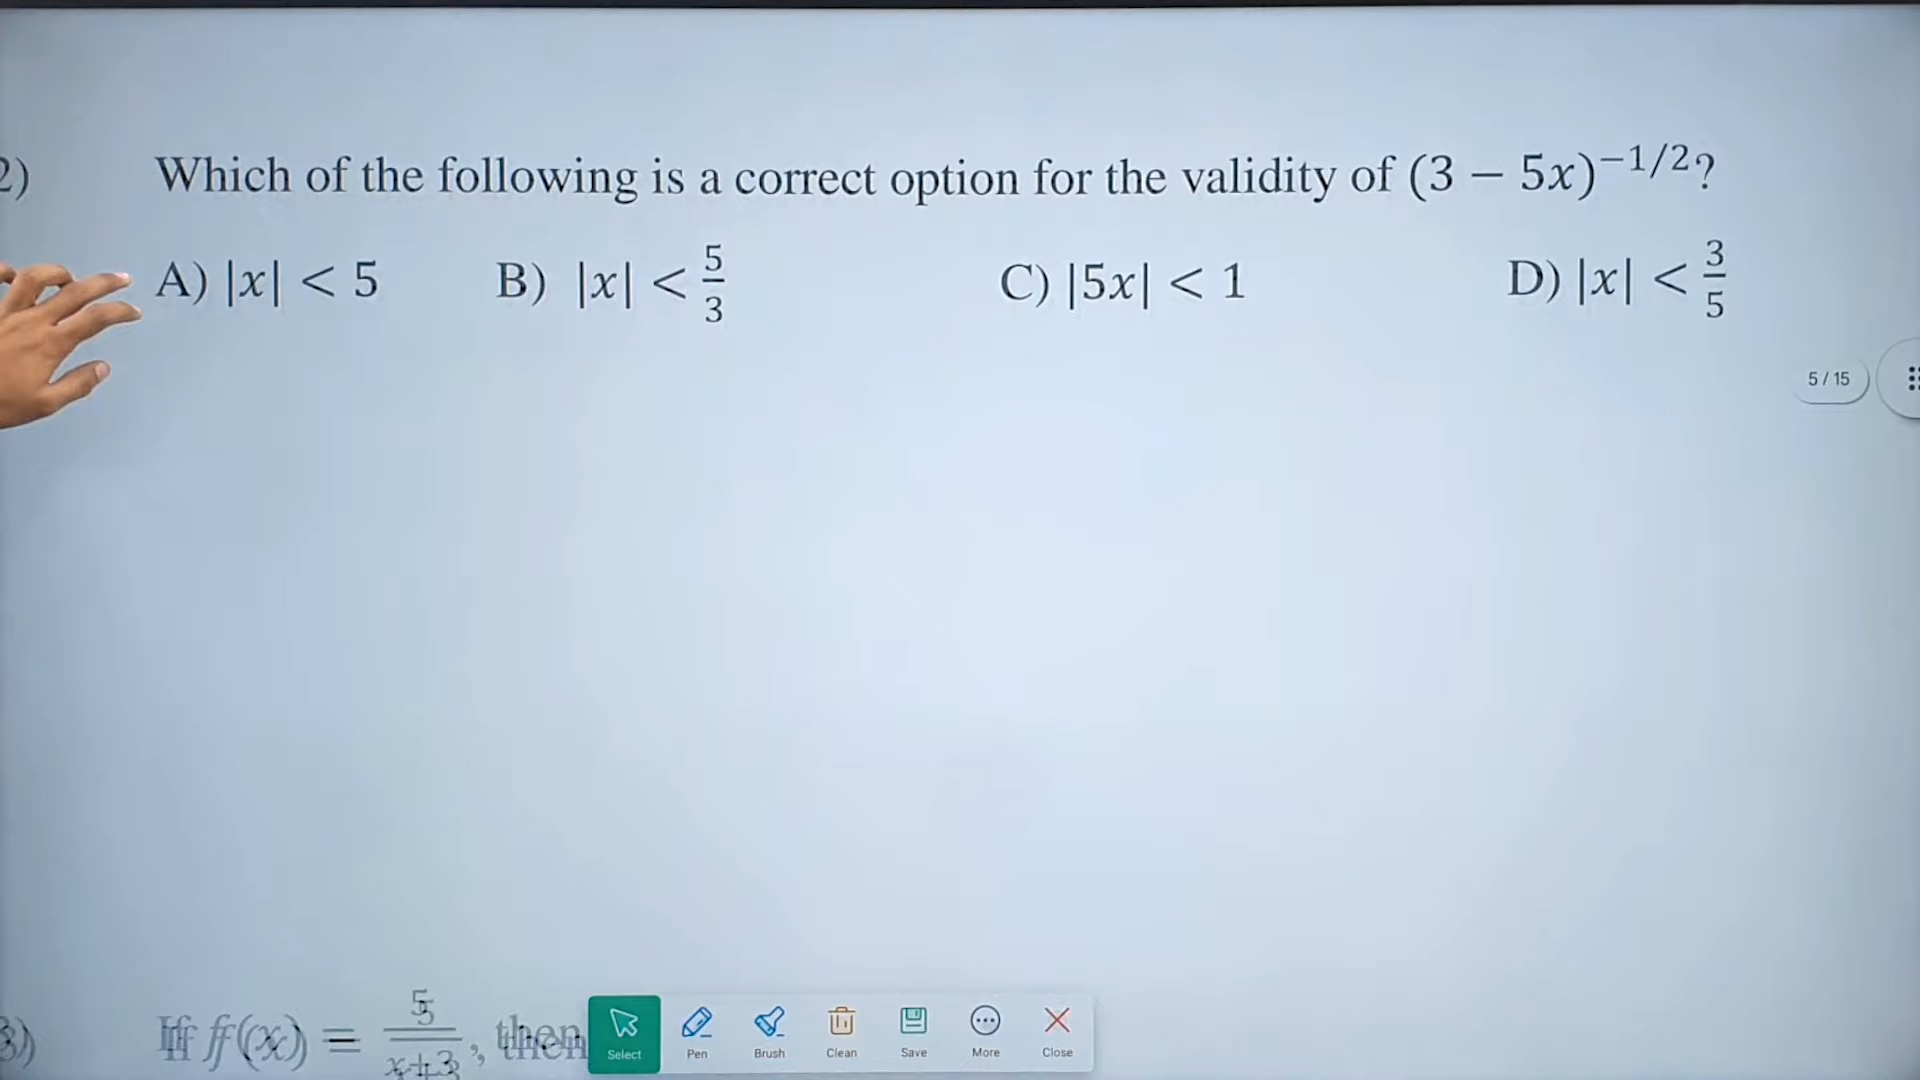 2) Which of the following is a correct option for the validity of (3 − 5x)^{−1/2}?
A) |x| < 5 B) |x| < 5/3 C) |5x| < 1 D) |x| < 3/5
5 / 15
3) If f(x) = 5/(x+3), then
Select Pen Brush Clean Save More Close